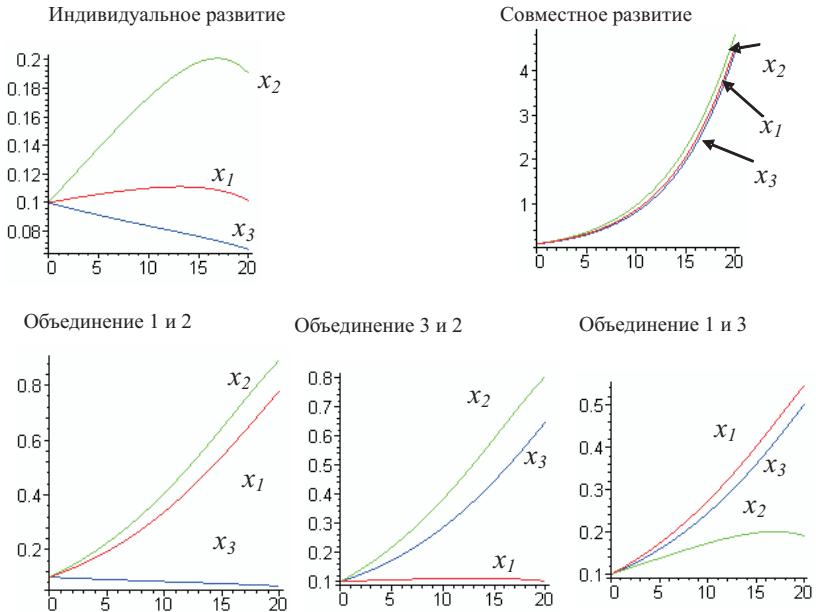 Индивидуальное развитие
0.2
0.18
0.16
0.14
0.12
0.1
0.08
0 5 10 15 20
x2
x1
x3
Совместное развитие
4
3
2
1
0 5 10 15 20
x2
x1
x3
Объединение 1 и 2
0.8
0.6
0.4
0.2
0 5 10 15 20
x2
x1
x3
Объединение 3 и 2
0.8
0.7
0.6
0.5
0.4
0.3
0.2
0.1
0 5 10 15 20
x2
x3
x1
Объединение 1 и 3
0.5
0.4
0.3
0.2
0.1
0 5 10 15 20
x1
x3
x2